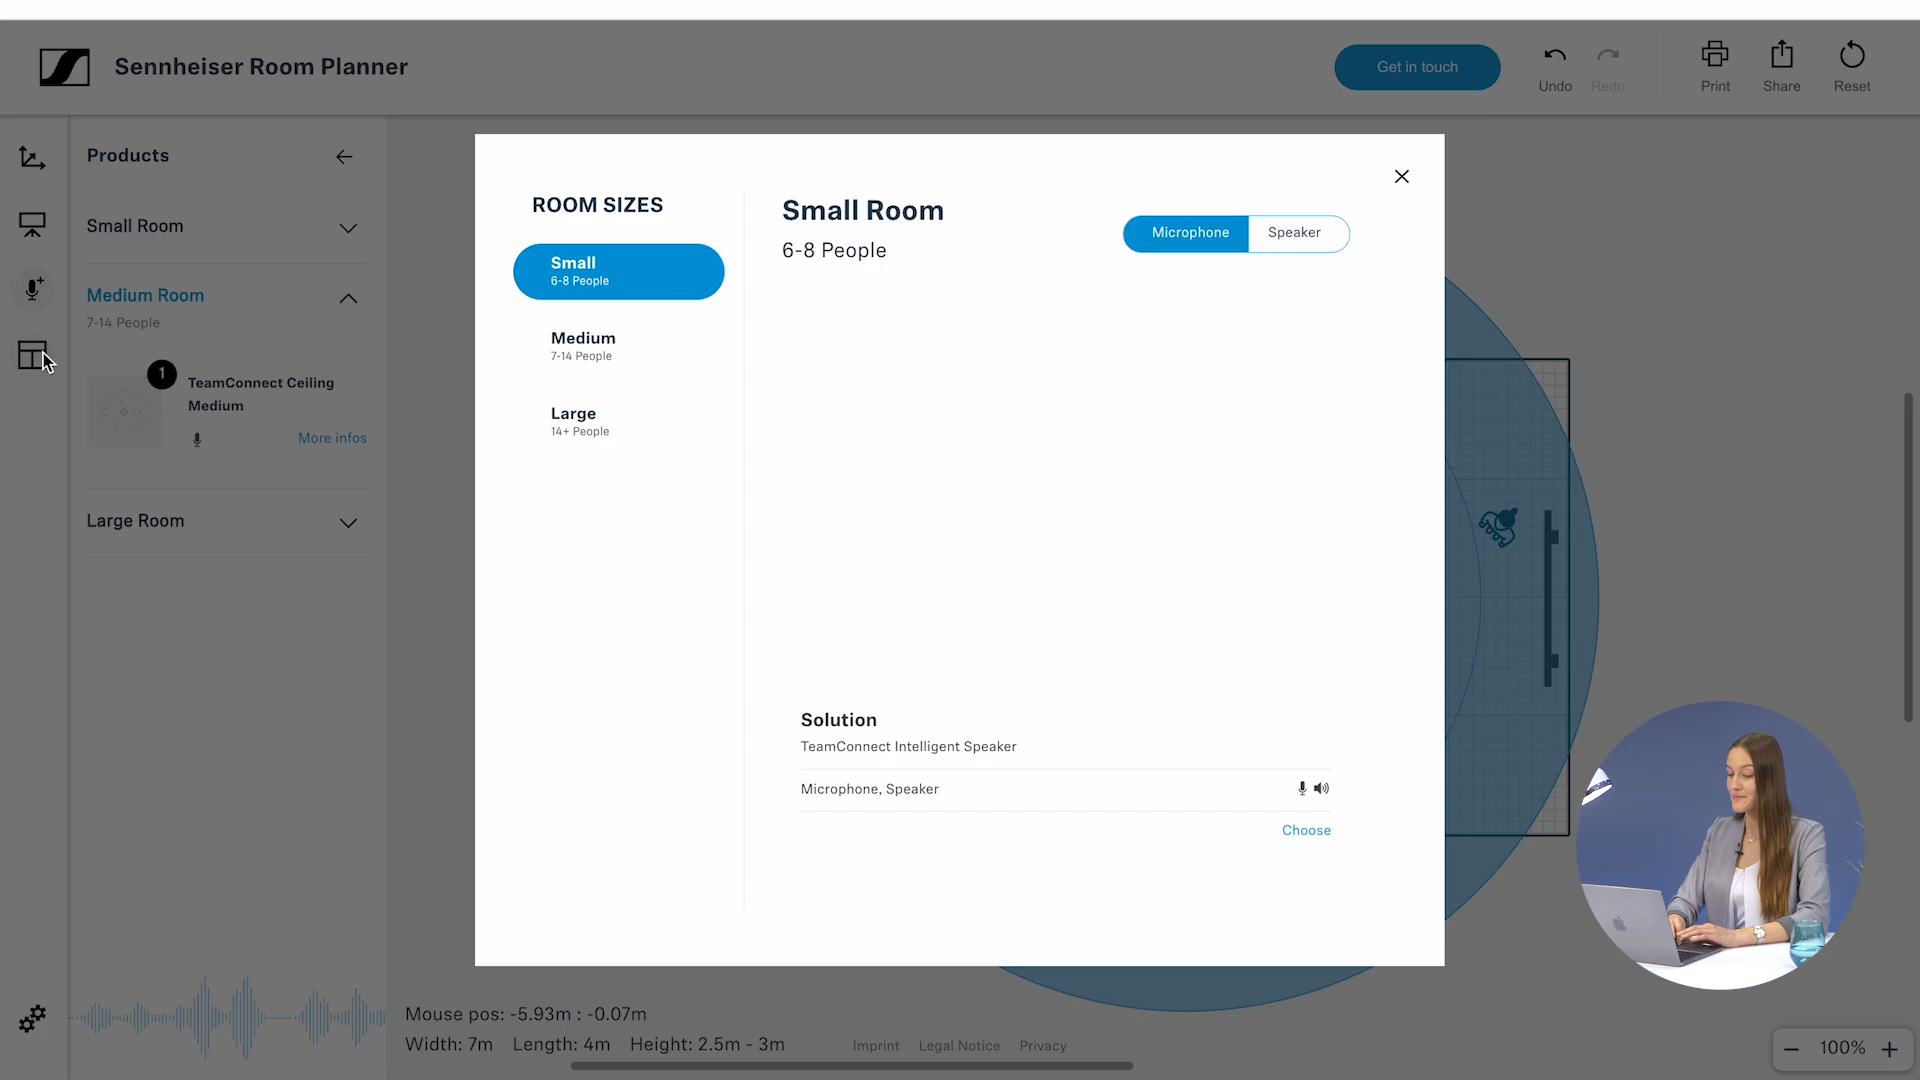 Sennheiser Room Planner
Get in touch
Undo
Redo
Print
Share
Reset
Products
Small Room
Medium Room
7-14 People
1
TeamConnect Ceiling
Medium
More infos
Large Room
ROOM SIZES
Small
6-8 People
Medium
7-14 People
Large
14+ People
Small Room
6-8 People
Microphone
Speaker
Solution
TeamConnect Intelligent Speaker
Microphone, Speaker
Choose
Mouse pos: -5.93m : -0.07m
Width: 7m Length: 4m Height: 2.5m - 3m
Imprint
Legal Notice
Privacy
100%